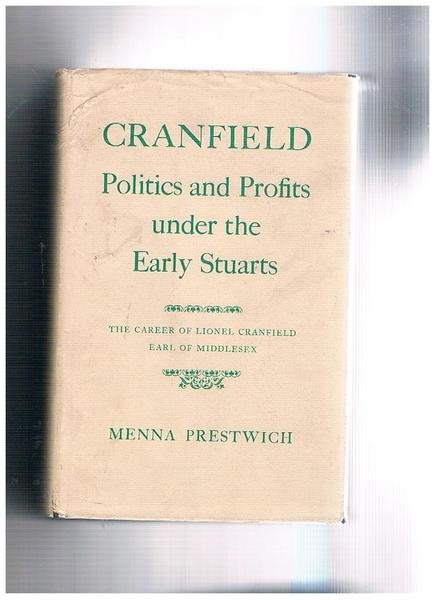 CRANFIELD
Politics and Profits
under the
Early Stuarts
THE CAREER OF LIONEL CRANFIELD
EARL OF MIDDLESEX
MENNA PRESTWICH